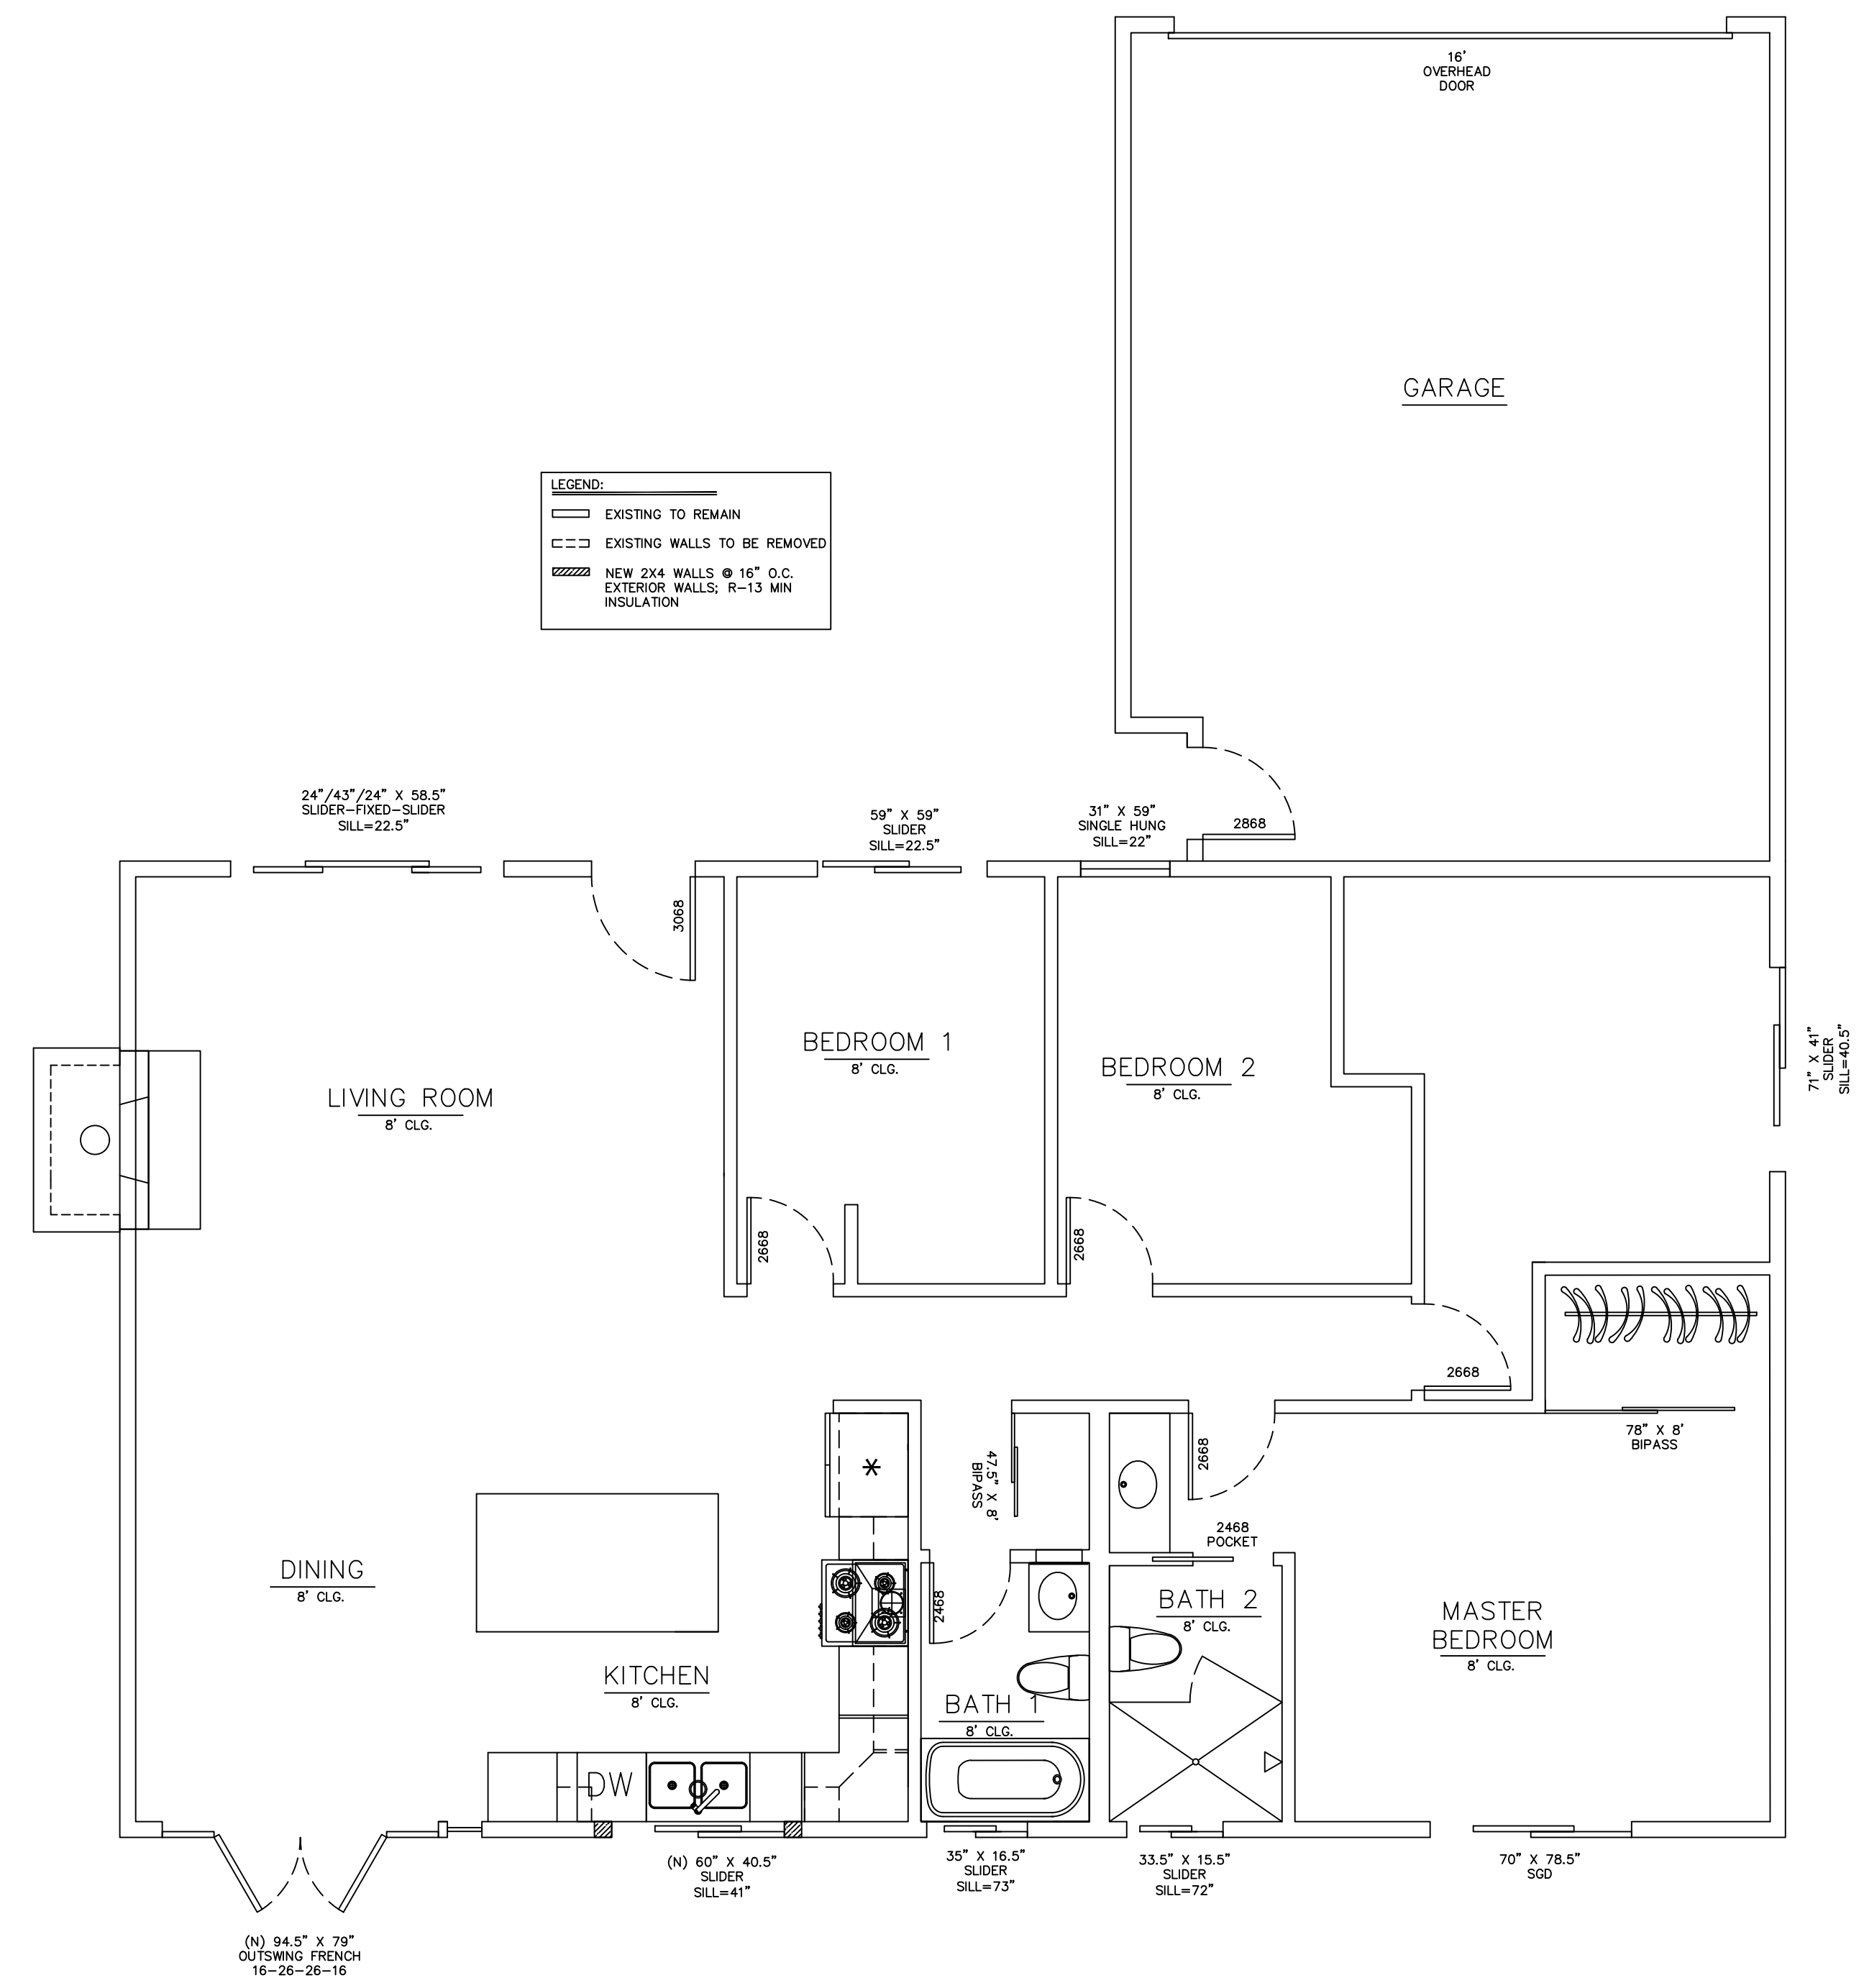 16'
OVERHEAD
DOOR
GARAGE
LEGEND:
EXISTING TO REMAIN
EXISTING WALLS TO BE REMOVED
NEW 2X4 WALLS @ 16" O.C.
EXTERIOR WALLS; R-13 MIN
INSULATION
24"/43"/24" X 58.5"
SLIDER-FIXED-SLIDER
SILL=22.5"
59" X 59"
SLIDER
SILL=22.5"
31" X 59"
SINGLE HUNG
SILL=22"
2868
3068
BEDROOM 1
8' CLG.
BEDROOM 2
8' CLG.
71" X 41"
SLIDER
SILL=40.5"
LIVING ROOM
8' CLG.
2668
2668
2668
78" X 8'
BIPASS
47.5" X 8'
BIPASS
2668
2468
POCKET
DINING
8' CLG.
2468
BATH 2
8' CLG.
MASTER
BEDROOM
8' CLG.
KITCHEN
8' CLG.
BATH 1
8' CLG.
DW
(N) 60" X 40.5"
SLIDER
SILL=41"
35" X 16.5"
SLIDER
SILL=73"
33.5" X 15.5"
SLIDER
SILL=72"
70" X 78.5"
SGD
(N) 94.5" X 79"
OUTSWING FRENCH
16-26-26-16